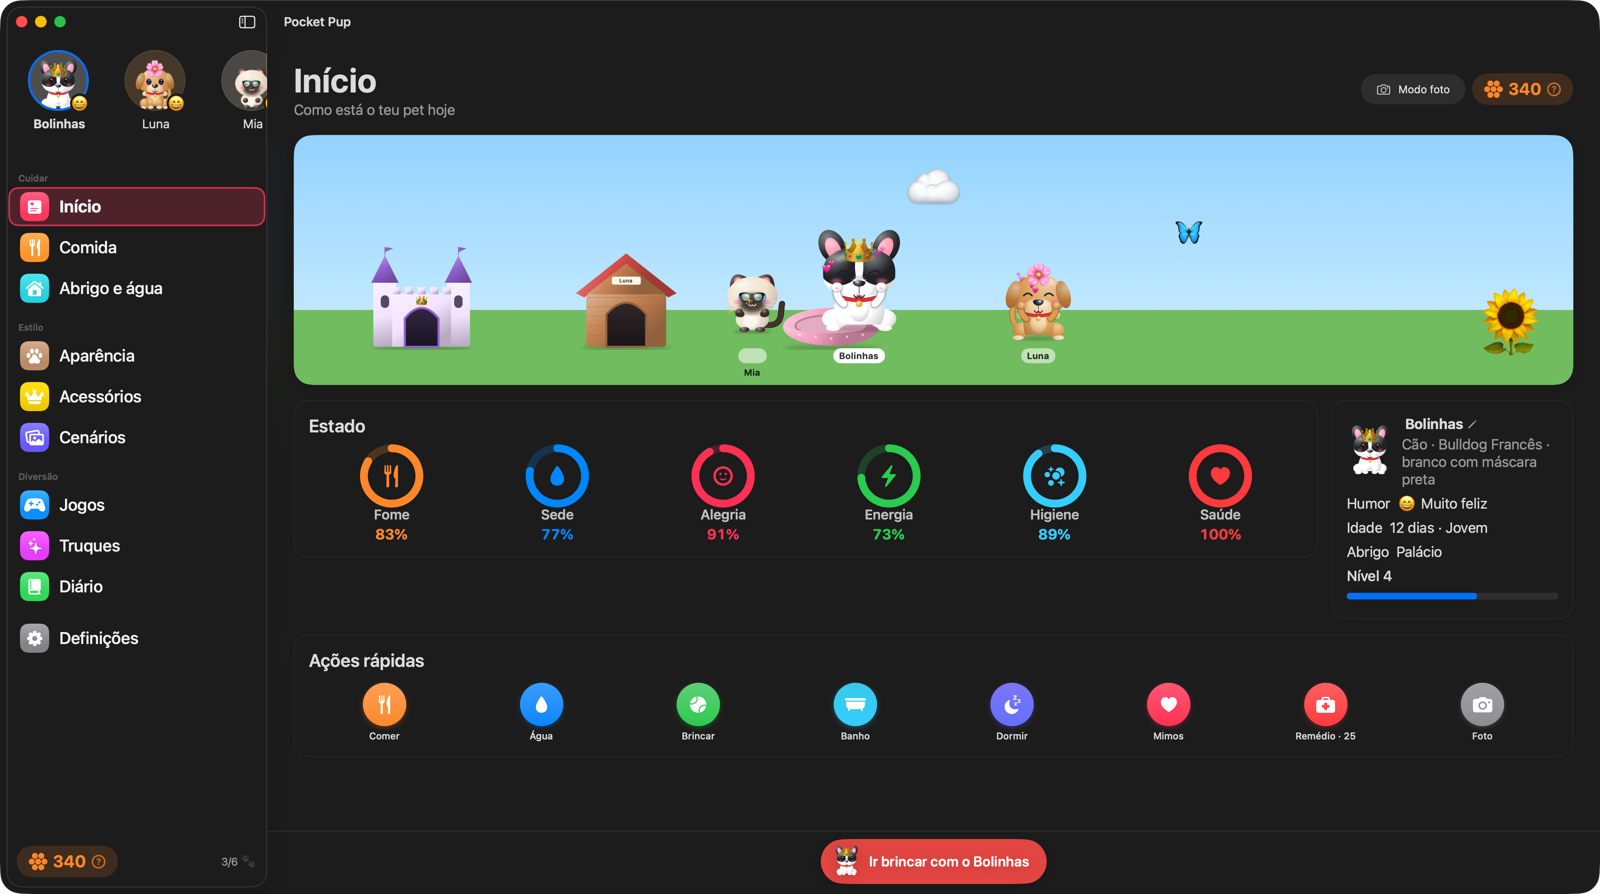 Pocket Pup
Bolinhas
Luna
Mia
Cuidar
Início
Comida
Abrigo e água
Estilo
Aparência
Acessórios
Cenários
Diversão
Jogos
Truques
Diário
Definições
340
3/6
Início
Como está o teu pet hoje
Modo foto
340
Luna
Mia
Bolinhas
Luna
Estado
Fome
83%
Sede
77%
Alegria
91%
Energia
73%
Higiene
89%
Saúde
100%
Bolinhas
Cão · Bulldog Francês ·
branco com máscara
preta
Humor 😄 Muito feliz
Idade 12 dias · Jovem
Abrigo Palácio
Nível 4
Ações rápidas
Comer
Água
Brincar
Banho
Dormir
Mimos
Remédio · 25
Foto
Ir brincar com o Bolinhas